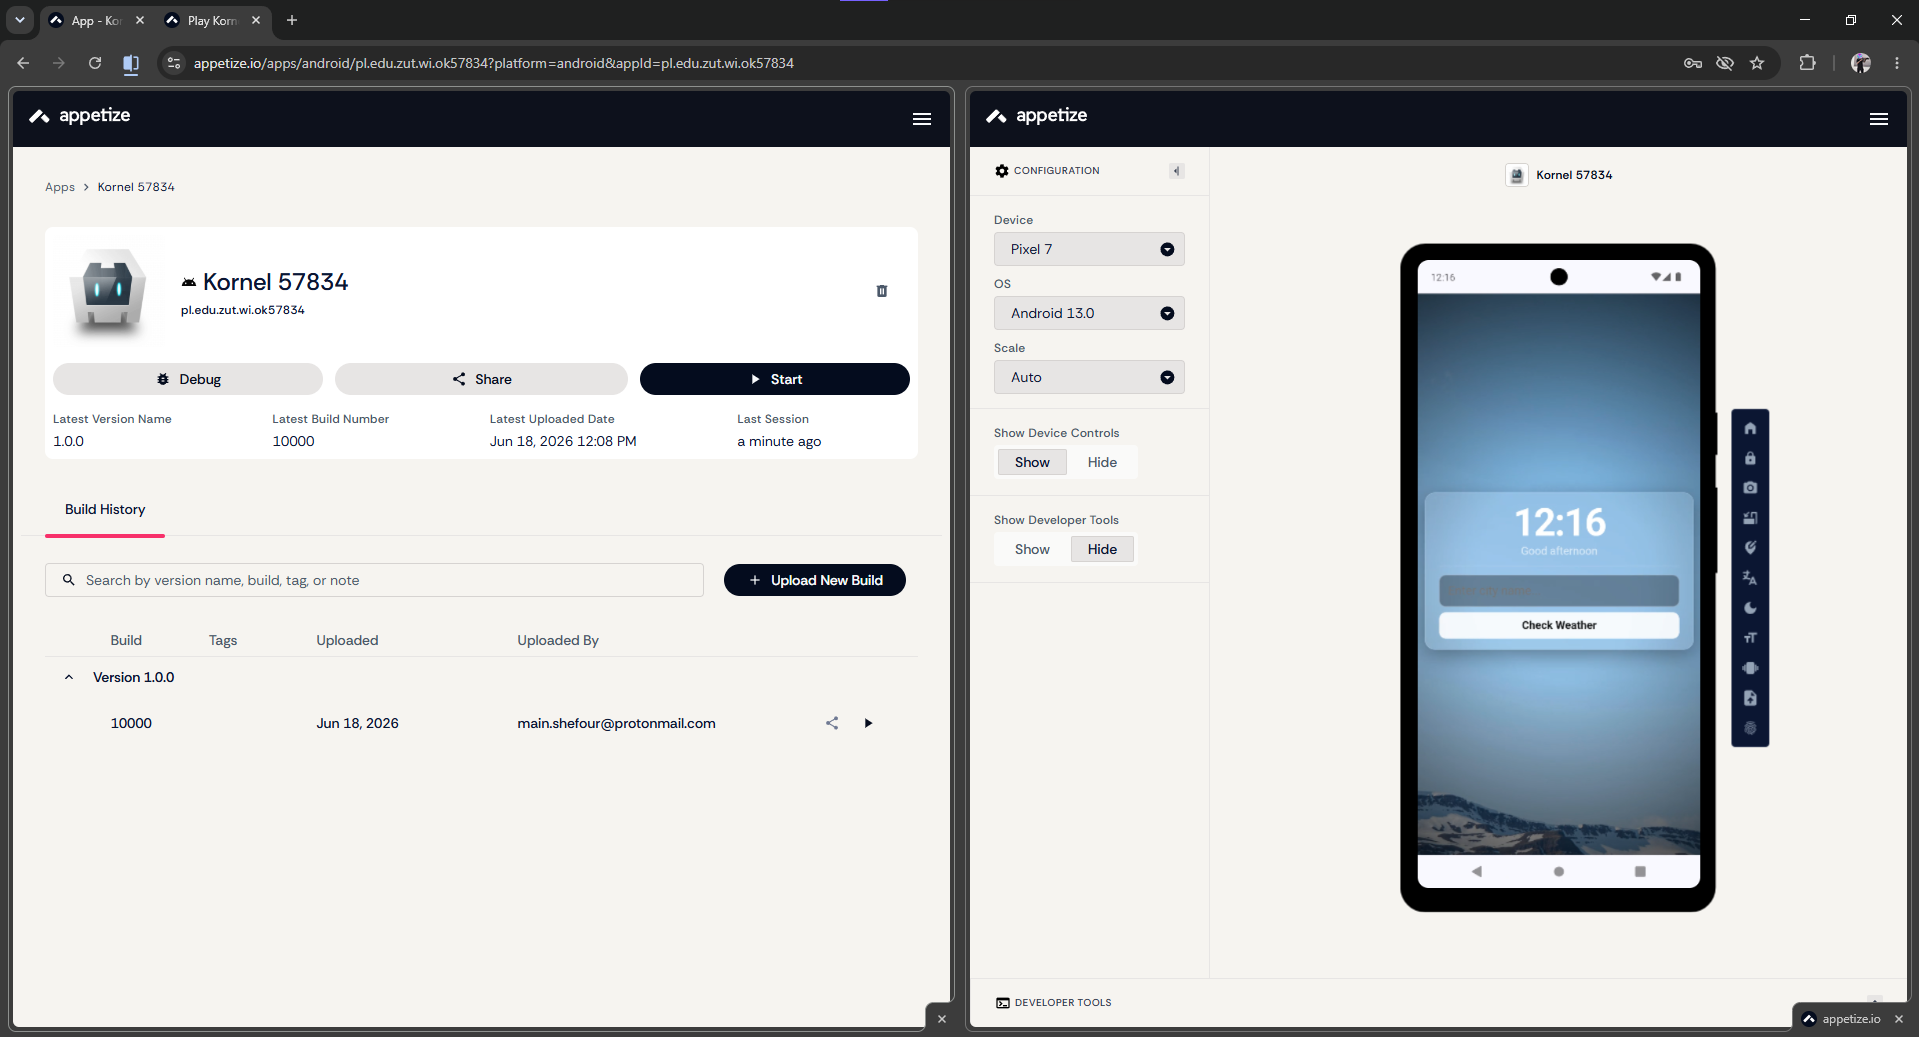 App - Kor
Play Korn
appetize.io/apps/android/pl.edu.zut.wi.ok57834?platform=android&appId=pl.edu.zut.wi.ok57834
appetize
Apps > Kornel 57834
Kornel 57834
pl.edu.zut.wi.ok57834
Debug
Share
Start
Latest Version Name
1.0.0
Latest Build Number
10000
Latest Uploaded Date
Jun 18, 2026 12:08 PM
Last Session
a minute ago
Build History
Search by version name, build, tag, or note
Upload New Build
Build Tags Uploaded Uploaded By
Version 1.0.0
10000 Jun 18, 2026 main.shefour@protonmail.com
appetize
CONFIGURATION
Device
Pixel 7
OS
Android 13.0
Scale
Auto
Show Device Controls
Show Hide
Show Developer Tools
Show Hide
Kornel 57834
12:16
12:16
Good afternoon
Check Weather
DEVELOPER TOOLS
appetize.io